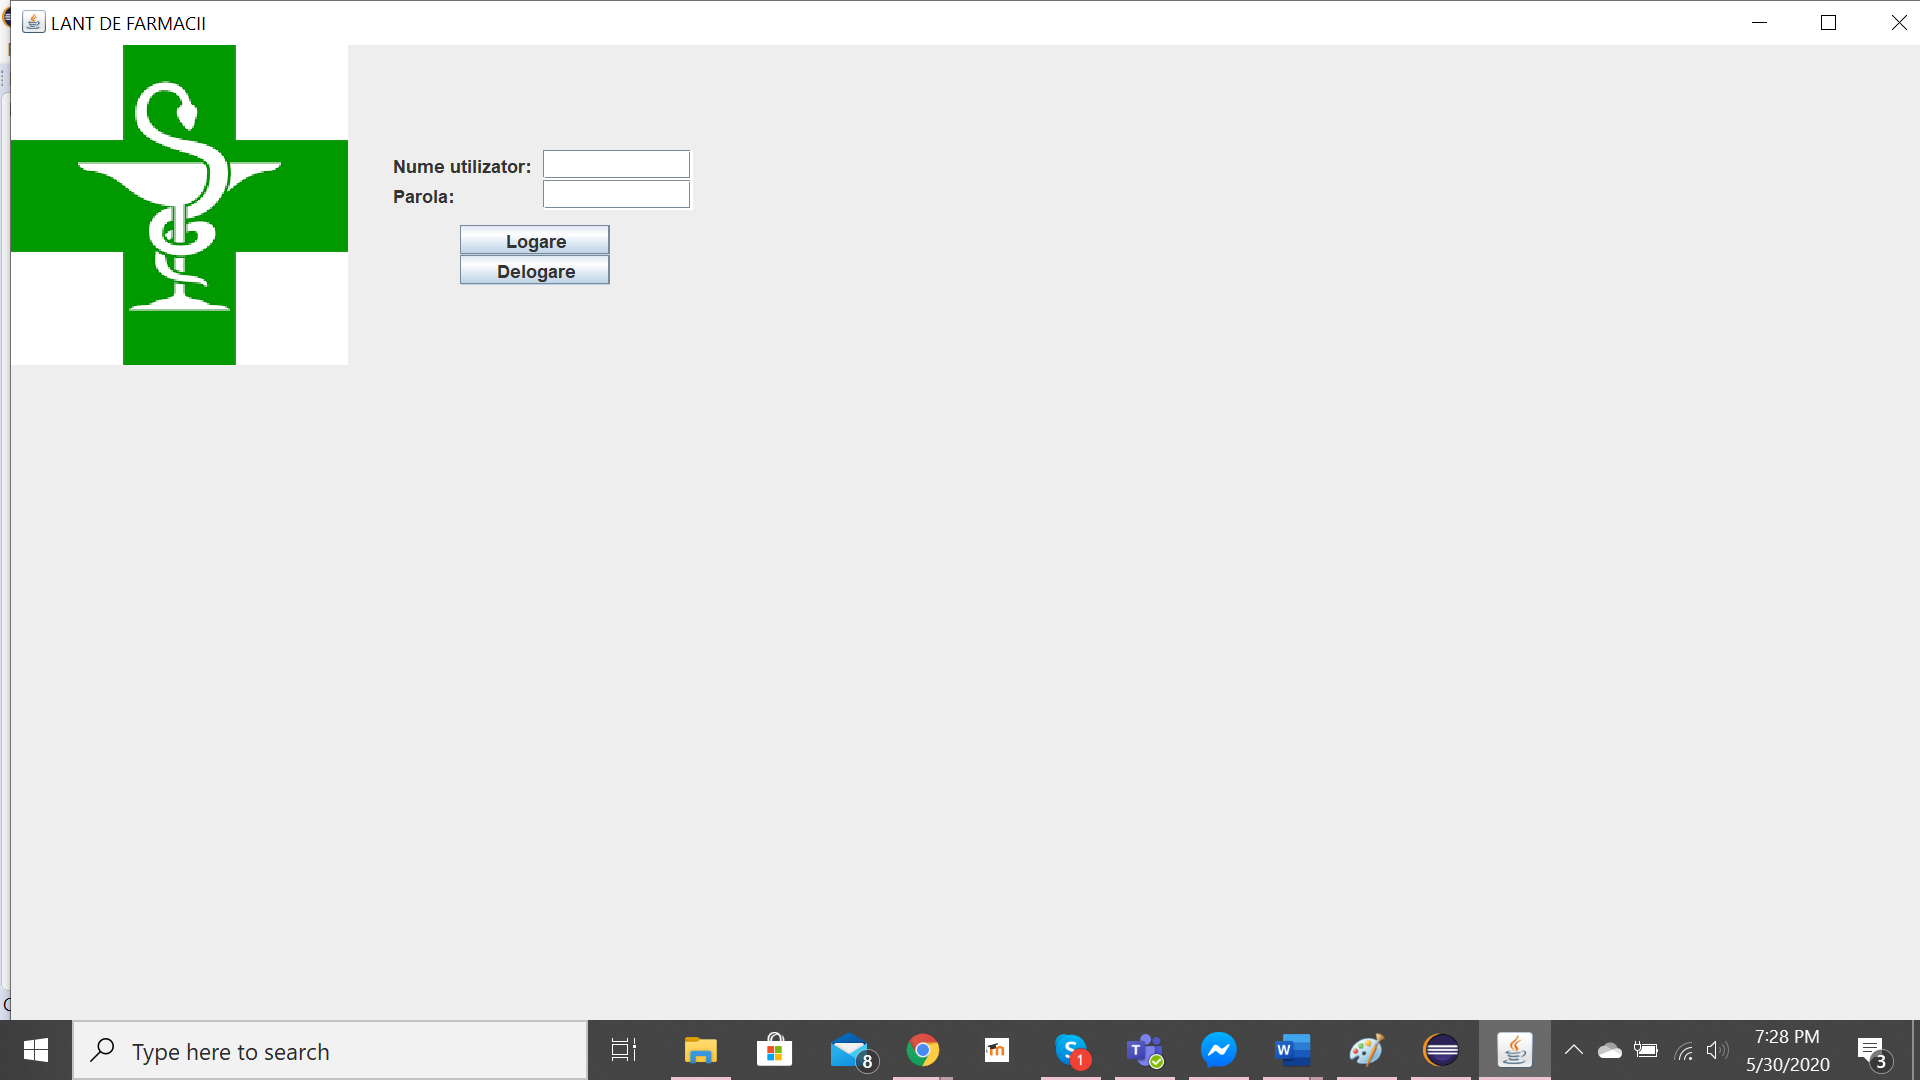 LANT DE FARMACII
Nume utilizator:
Parola:
Logare
Delogare
Type here to search
8
1
T
W
7:28 PM
5/30/2020
3